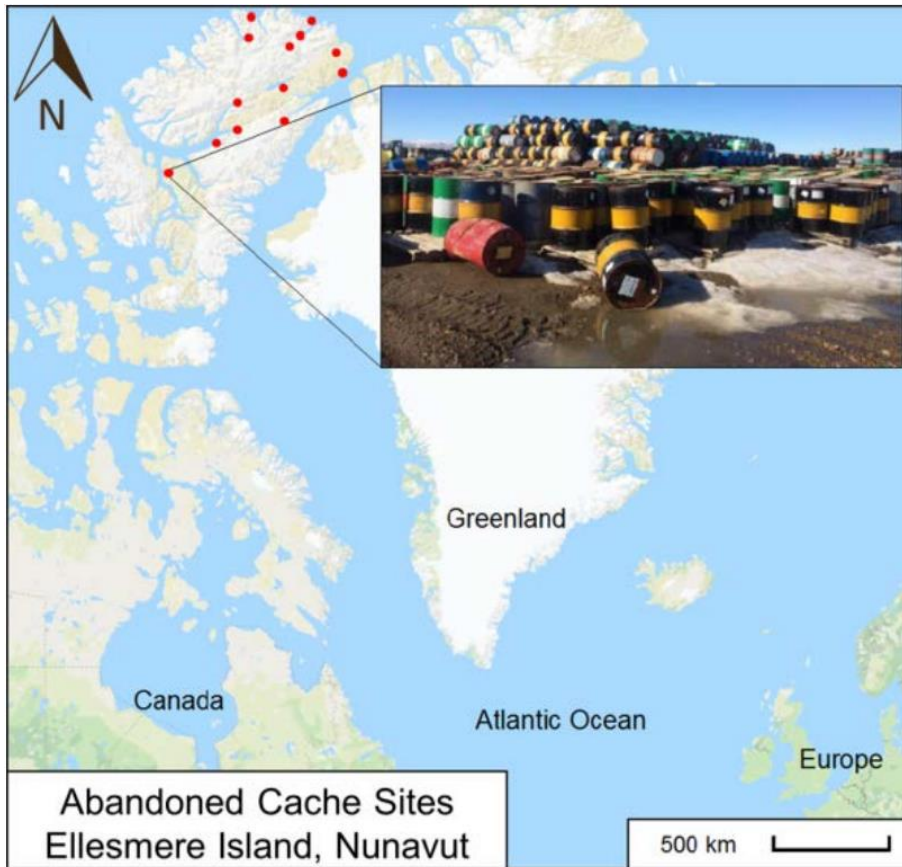 N
Greenland
Canada
Atlantic Ocean
Europe
Abandoned Cache Sites
Ellesmere Island, Nunavut
500 km